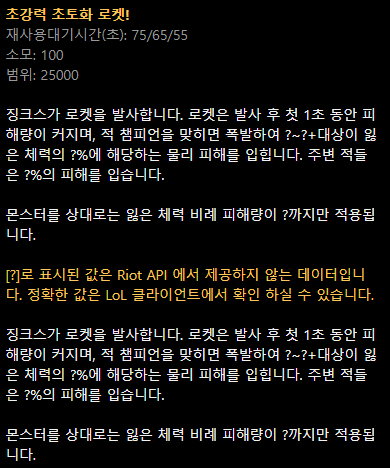 초강력 초토화 로켓!
재사용대기시간(초): 75/65/55
소모: 100
범위: 25000
징크스가 로켓을 발사합니다. 로켓은 발사 후 첫 1초 동안 피
해량이 커지며, 적 챔피언을 맞히면 폭발하여 ?~?+대상이 잃
은 체력의 ?%에 해당하는 물리 피해를 입힙니다. 주변 적들
은 ?%의 피해를 입습니다.
몬스터를 상대로는 잃은 체력 비례 피해량이 ?까지만 적용됩
니다.
[?]로 표시된 값은 Riot API 에서 제공하지 않는 데이터입니
다. 정확한 값은 LoL 클라이언트에서 확인 하실 수 있습니다.
징크스가 로켓을 발사합니다. 로켓은 발사 후 첫 1초 동안 피
해량이 커지며, 적 챔피언을 맞히면 폭발하여 ?~?+대상이 잃
은 체력의 ?%에 해당하는 물리 피해를 입힙니다. 주변 적들
은 ?%의 피해를 입습니다.
몬스터를 상대로는 잃은 체력 비례 피해량이 ?까지만 적용됩
니다.